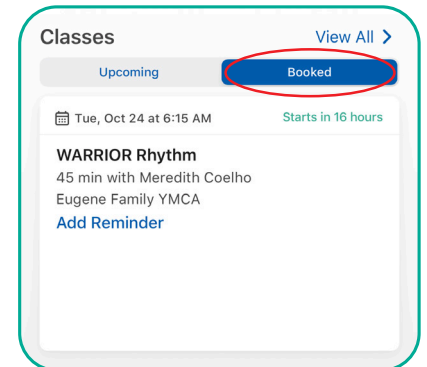 Classes View All >
Upcoming Booked
Tue, Oct 24 at 6:15 AM Starts in 16 hours
WARRIOR Rhythm
45 min with Meredith Coelho
Eugene Family YMCA
Add Reminder